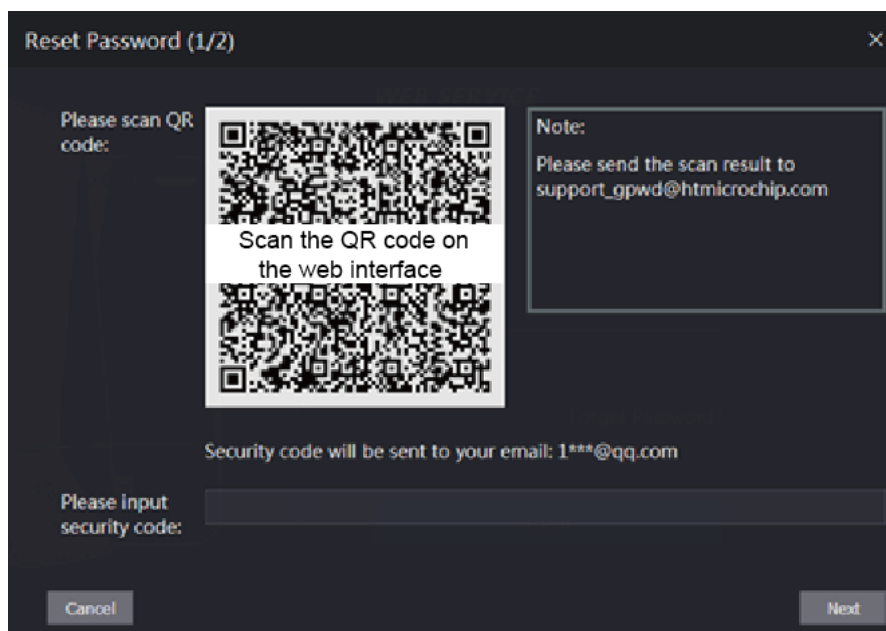 Reset Password (1/2)
Please scan QR
code:
Scan the QR code on
the web interface
Note:
Please send the scan result to
support_gpwd@htmicrochip.com
Security code will be sent to your email: 1***@qq.com
Please input
security code:
Cancel
Next